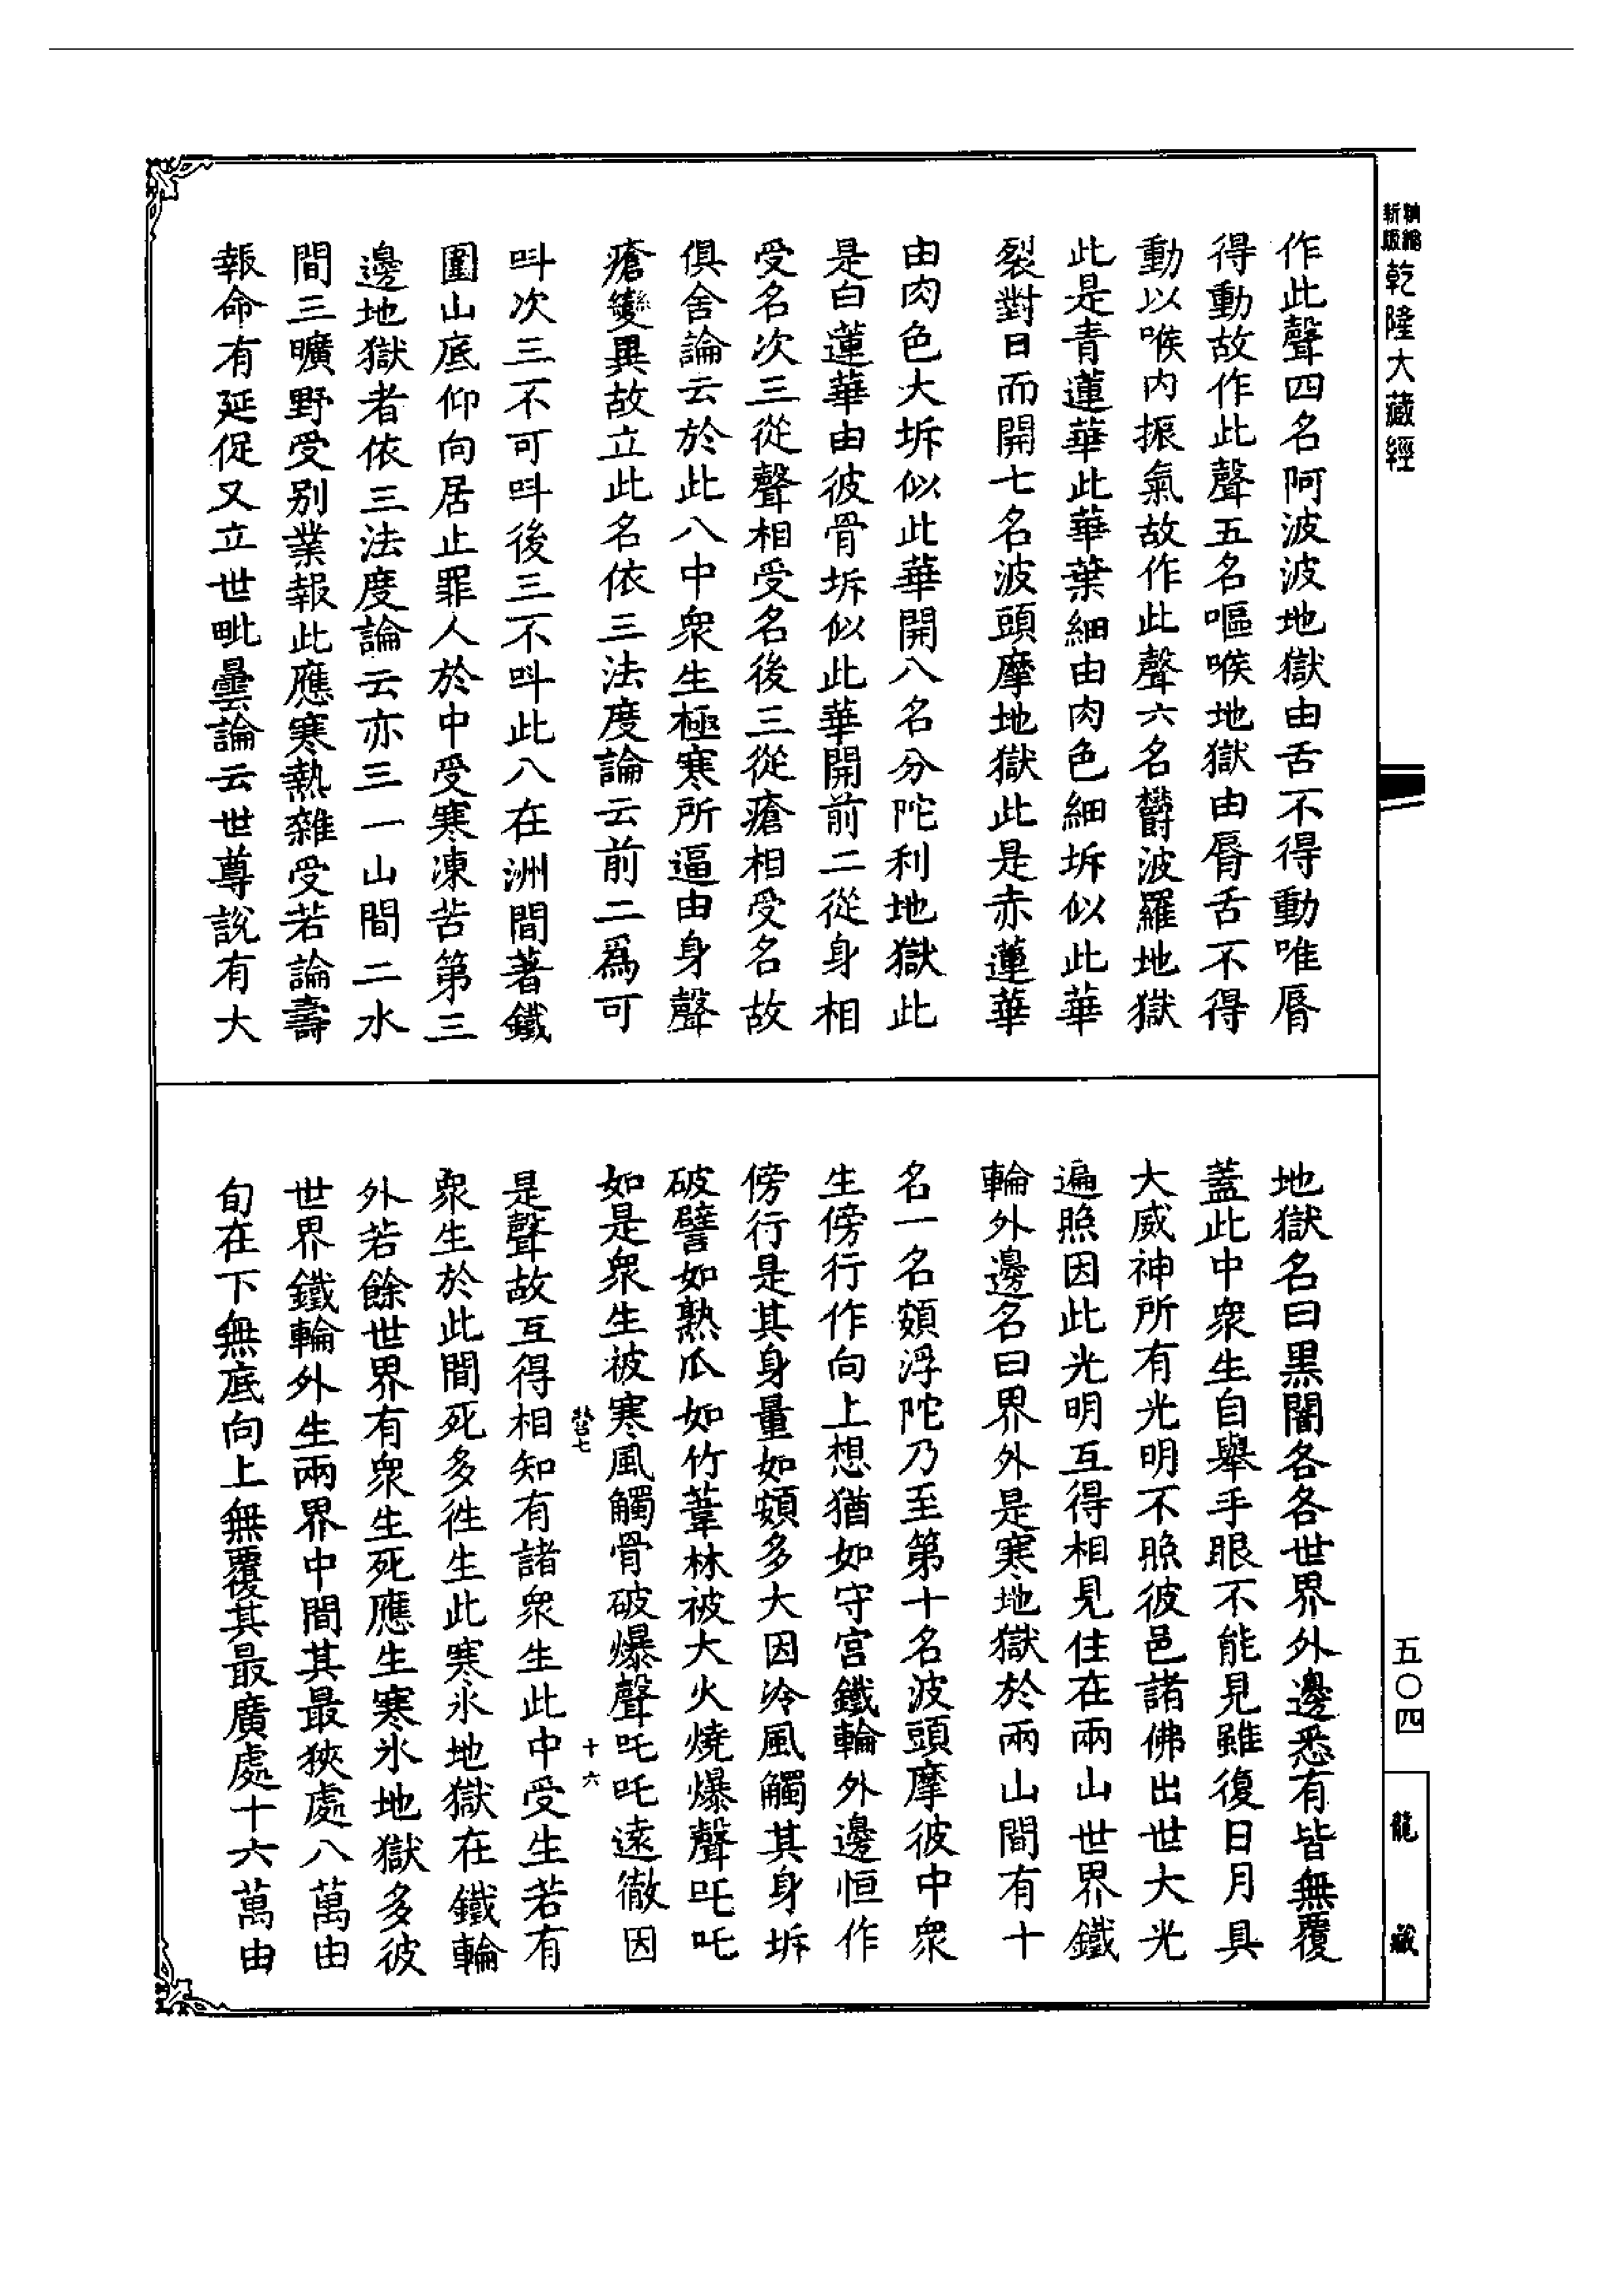 新版 精縮 乾隆大藏經
作此聲四名阿波波地獄由舌不得動唯脣
得動故作此聲五名嘔喉地獄由脣舌不得
動以喉内振氣故作此聲六名欝波羅地獄
此是青蓮華此華葉細由肉色細坼似此華
裂對日而開七名波頭摩地獄此是赤蓮華
由肉色大坼似此華開八名分陀利地獄此
是白蓮華由彼骨坼似此華開前二從身相
受名次三從聲相受名後三從瘡相受名故
俱舍論云於此八中衆生極寒所逼由身聲
瘡變異故立此名依三法度論云前二爲可
呌次三不可呌後三不呌此八在洲間著鐵
圍山底仰向居止罪人於中受寒凍苦第三
邊地獄者依三法度論云亦三一山間二水
間三曠野受别業報此應寒熱雜受若論壽
報命有延促又立世毗曇論云世尊說有大
地獄名曰黑闇各各世界外邊悉有皆無覆
蓋此中衆生自舉手眼不能見雖復日月具
大威神所有光明不照彼邑諸佛出世大光
遍照因此光明互得相見住在兩山世界鐵
輪外邊名曰界外是寒地獄於兩山間有十
名一名頞浮陀乃至第十名波頭摩彼中衆
生傍行作向上想猶如守宫鐵輪外邊恒作
傍行是其身量如頞多大因冷風觸其身坼
破譬如熟瓜如竹葦林被大火燒爆聲吒吒
如是衆生被寒風觸骨破爆聲吒吒遠徹因
七 十六
是聲故互得相知有諸衆生此中受生若有
衆生於此間死多徃生此寒氷地獄在鐵輪
外若餘世界有衆生死應生寒氷地獄多彼
世界鐵輪外生兩界中間其最狹處八萬由
旬在下無底向上無覆其最廣處十六萬由
五〇四
龍藏